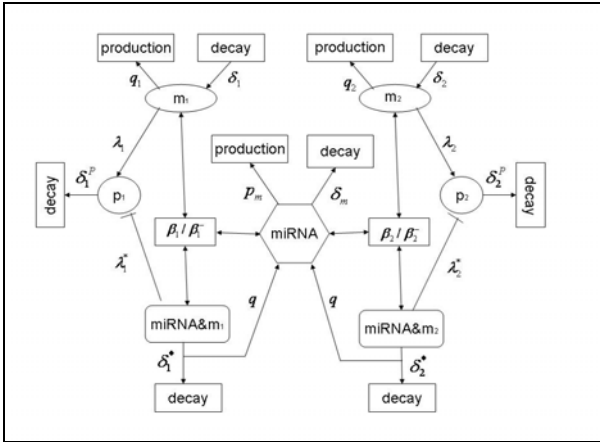 production
decay
production
decay
q₁
δ₁
q₂
δ₂
m₁
m₂
λ₁
λ₂
production
decay
decay
δ₁ᴾ
p₁
pₘ
δₘ
p₂
δ₂ᴾ
decay
β₁ / β₁⁻
miRNA
β₂ / β₂⁻
λ₁*
λ₂*
q
q
miRNA&m₁
miRNA&m₂
δ₁*
δ₂*
decay
decay